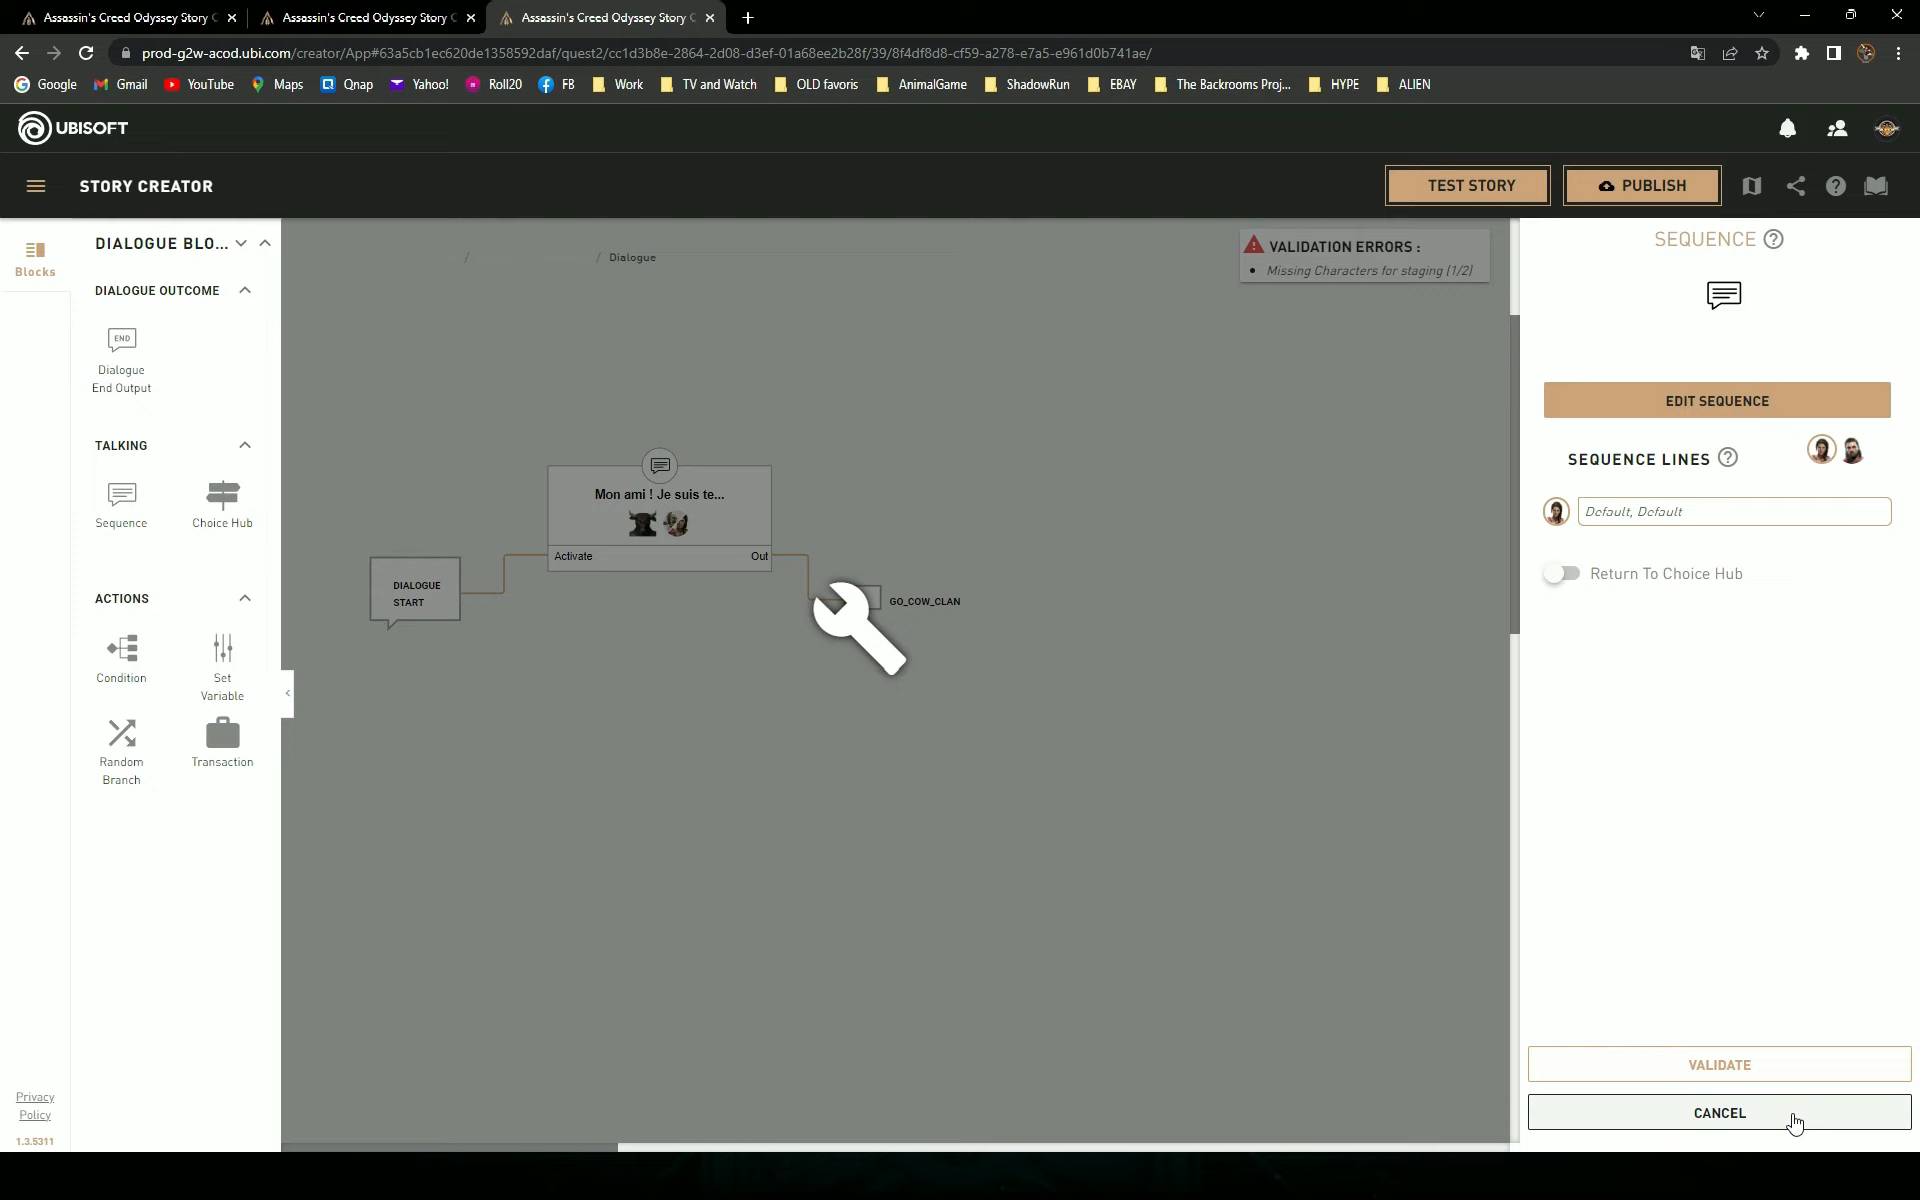 Assassin's Creed Odyssey Story C
Assassin's Creed Odyssey Story C
Assassin's Creed Odyssey Story C
prod-g2w-acod.ubi.com/creator/App#63a5cb1ec620de1358592daf/quest2/cc1d3b8e-2864-2d08-d3ef-01a68ee2b28f/39/8f4df8d8-cf59-a278-e7a5-e961d0b741ae/
Google
Gmail
YouTube
Maps
Qnap
Yahoo!
Roll20
FB
Work
TV and Watch
OLD favoris
AnimalGame
ShadowRun
EBAY
The Backrooms Proj...
HYPE
ALIEN
UBISOFT
STORY CREATOR
TEST STORY
PUBLISH
Blocks
DIALOGUE BLO...
DIALOGUE OUTCOME
END
Dialogue
End Output
TALKING
Sequence
Choice Hub
ACTIONS
Condition
Set
Variable
Random
Branch
Transaction
Privacy
Policy
1.3.5311
/ / Dialogue
VALIDATION ERRORS :
• Missing Characters for staging (1/2)
Mon ami ! Je suis te...
Activate
Out
DIALOGUE
START
GO_COW_CLAN
SEQUENCE
EDIT SEQUENCE
SEQUENCE LINES
Default, Default
Return To Choice Hub
VALIDATE
CANCEL